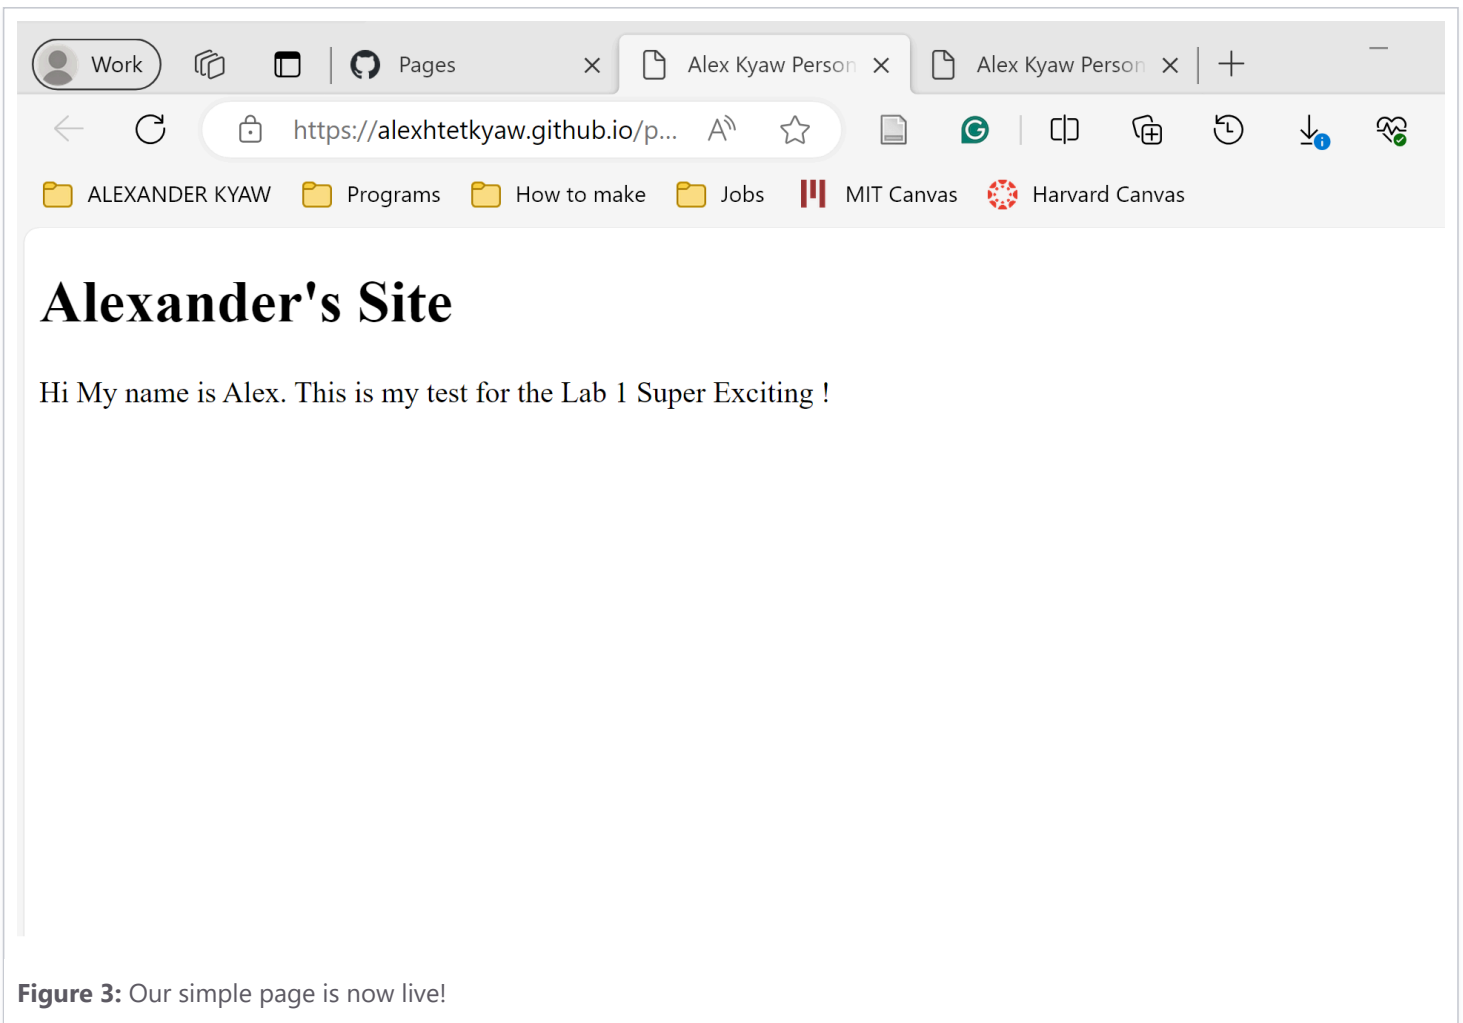 Work Pages Alex Kyaw Person Alex Kyaw Person
https://alexhtetkyaw.github.io/p...
ALEXANDER KYAW Programs How to make Jobs MIT Canvas Harvard Canvas
Alexander's Site
Hi My name is Alex. This is my test for the Lab 1 Super Exciting !
Figure 3: Our simple page is now live!